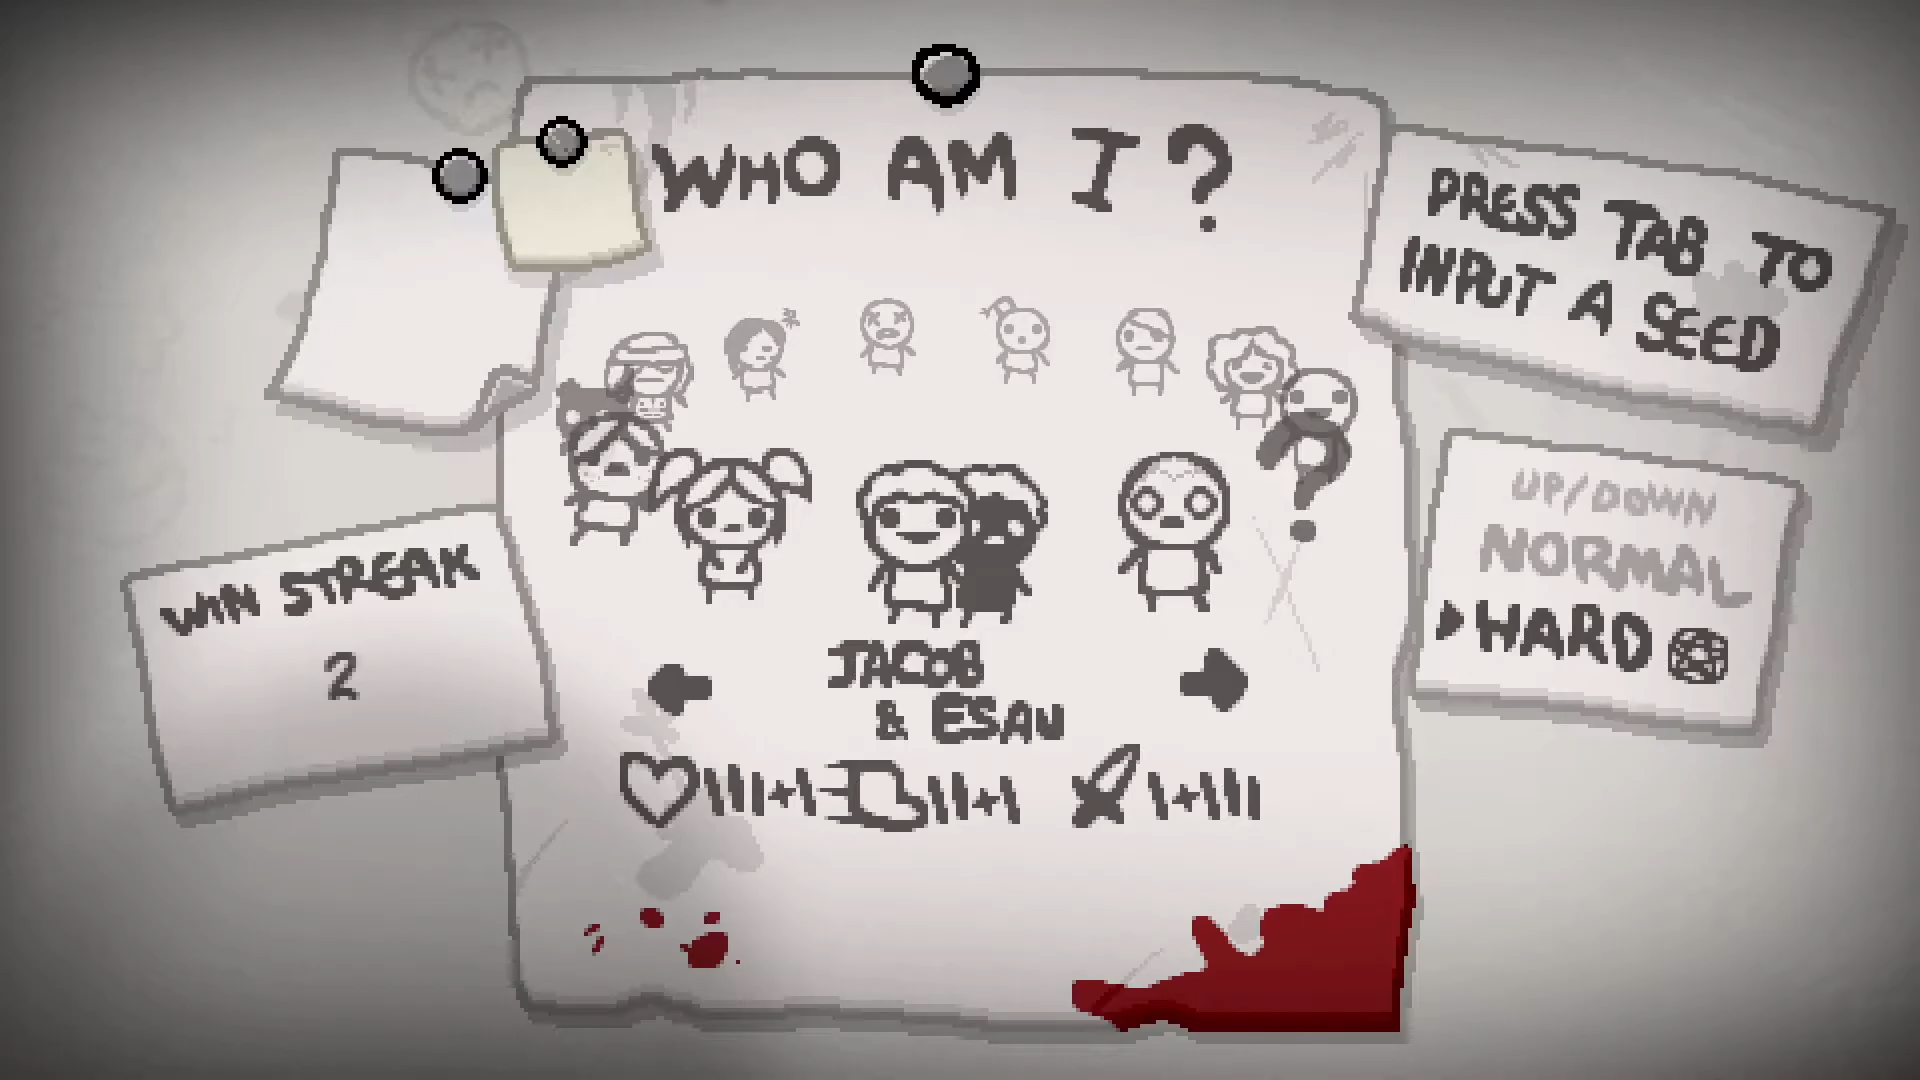 WHO AM I?
PRESS TAB TO
INPUT A SEED
UP/DOWN
NORMAL
HARD
WIN STREAK
2
JACOB
& ESAU